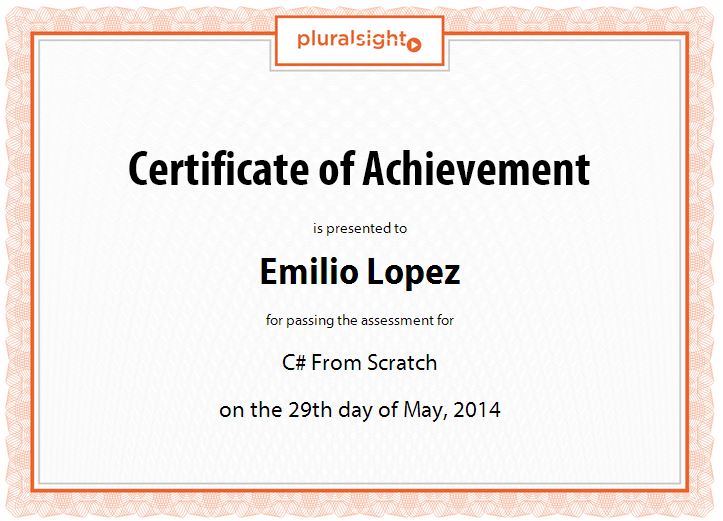 pluralsight
Certificate of Achievement
is presented to
Emilio Lopez
for passing the assessment for
C# From Scratch
on the 29th day of May, 2014